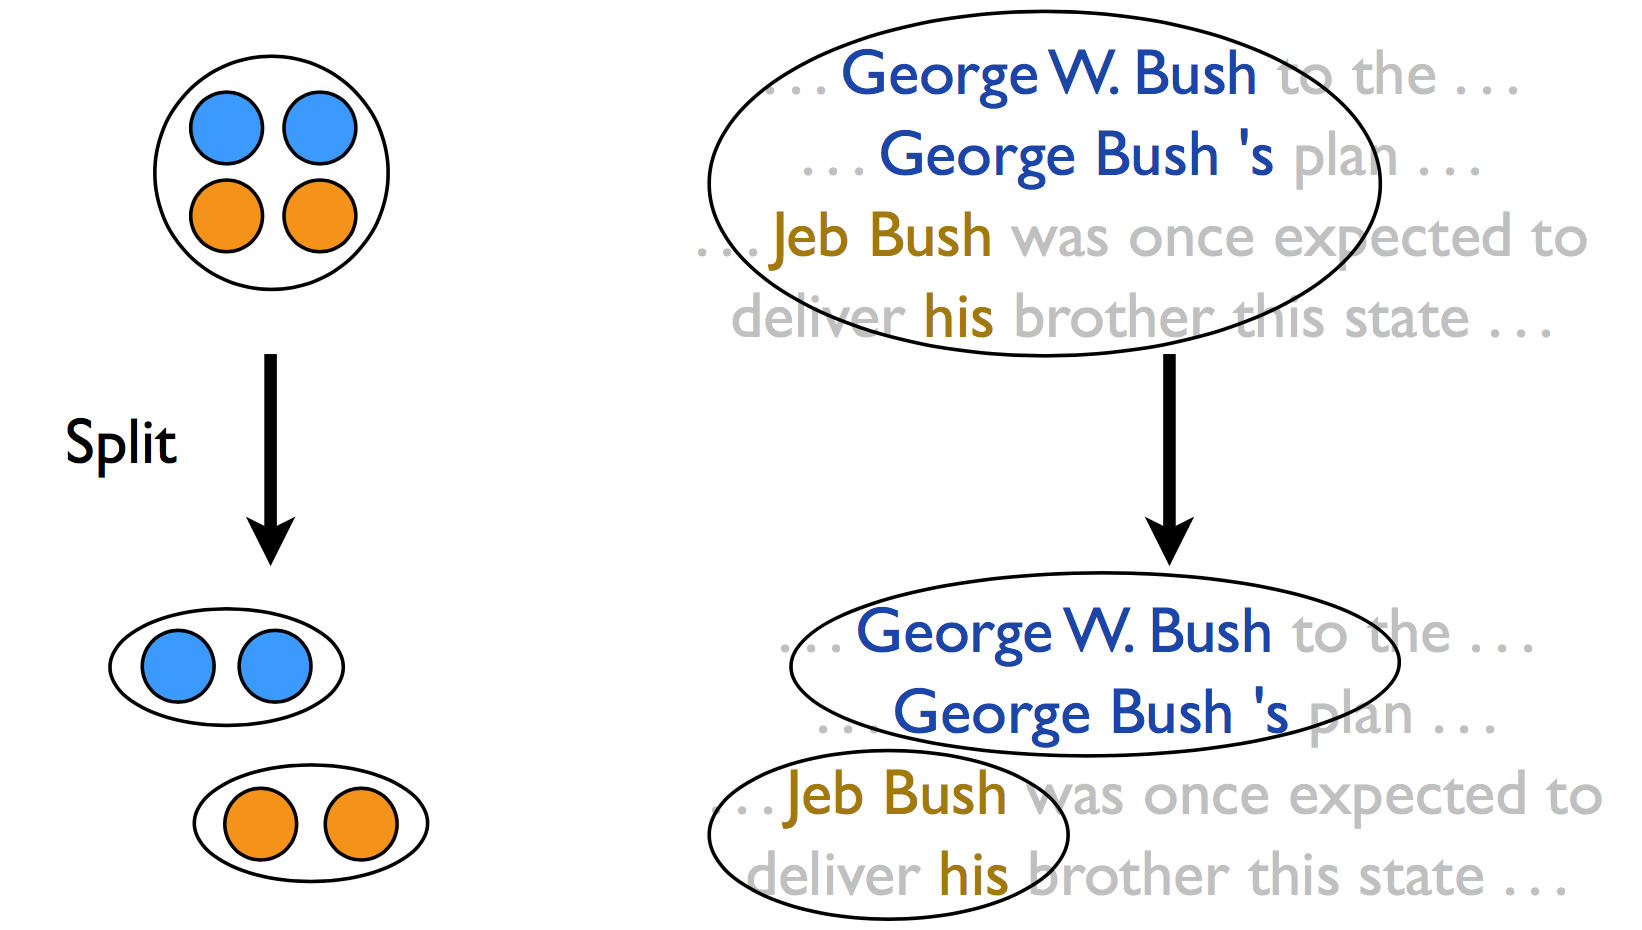 ... George W. Bush to the ...
... George Bush 's plan ...
... Jeb Bush was once expected to
deliver his brother this state ...
Split
... George W. Bush to the ...
... George Bush 's plan ...
... Jeb Bush was once expected to
deliver his brother this state ...